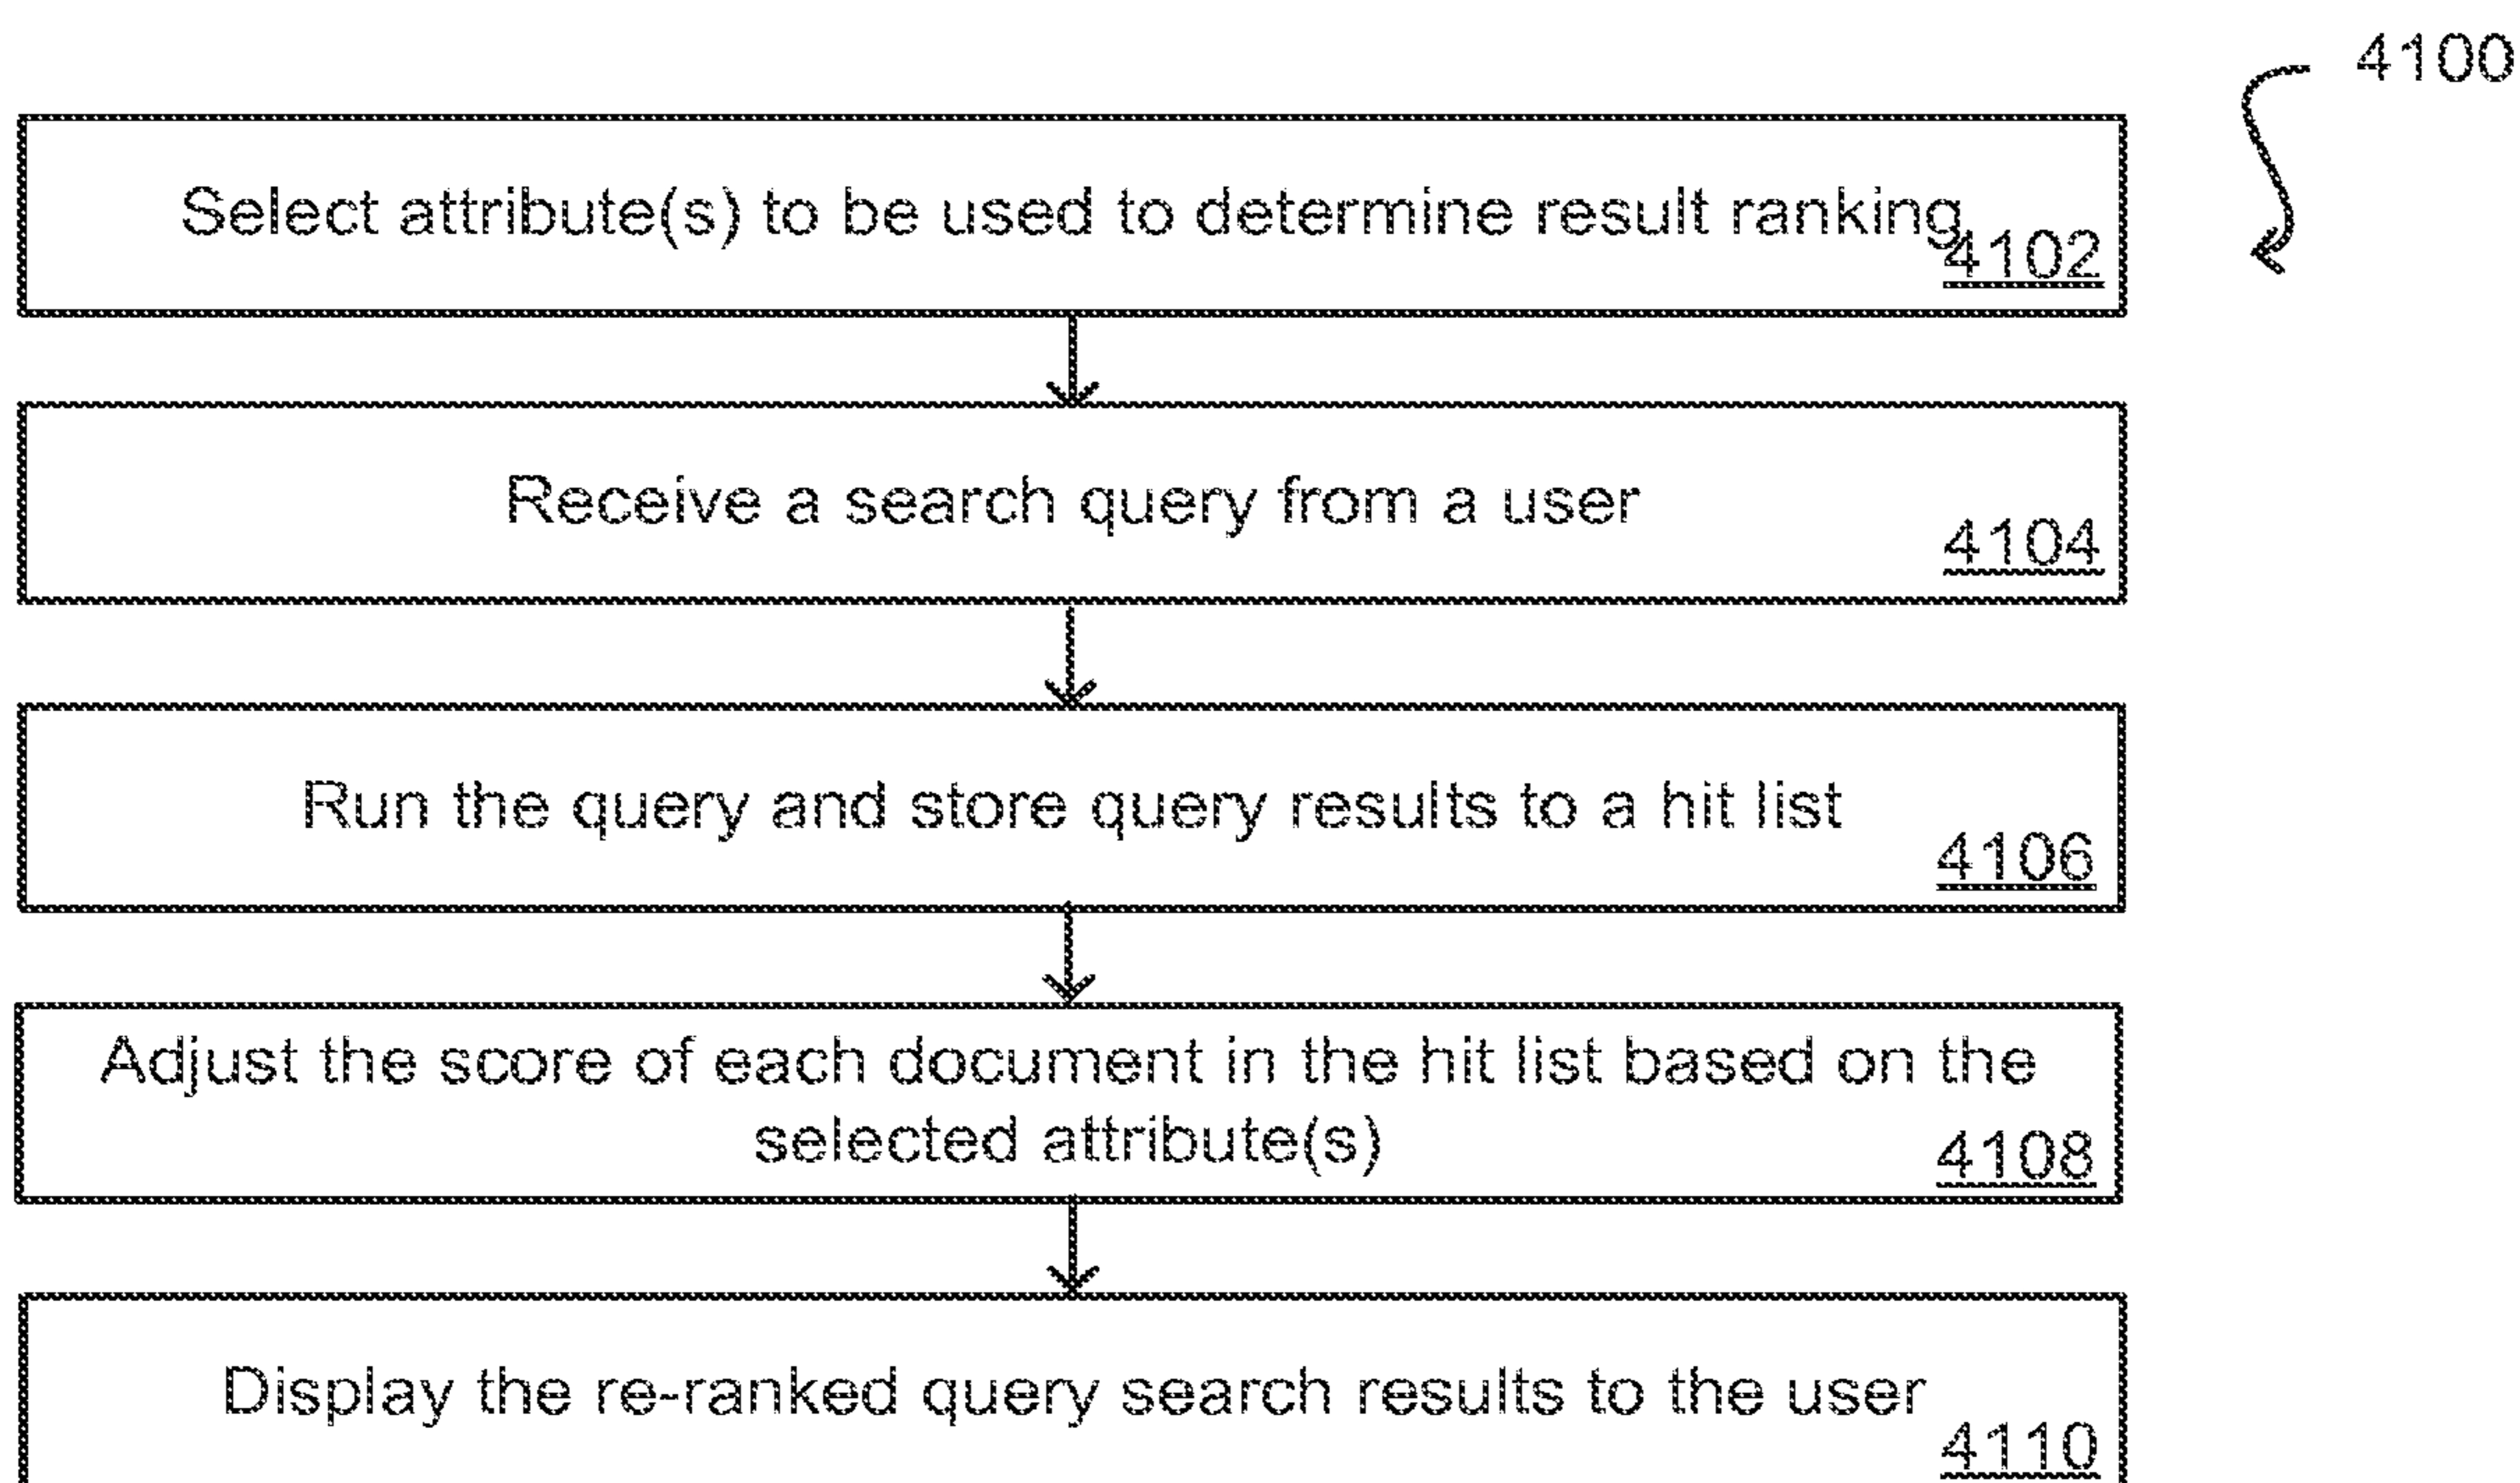 4100
Select attribute(s) to be used to determine result ranking
4102
Receive a search query from a user
4104
Run the query and store query results to a hit list
4106
Adjust the score of each document in the hit list based on the
selected attribute(s)
4108
Display the re-ranked query search results to the user
4110